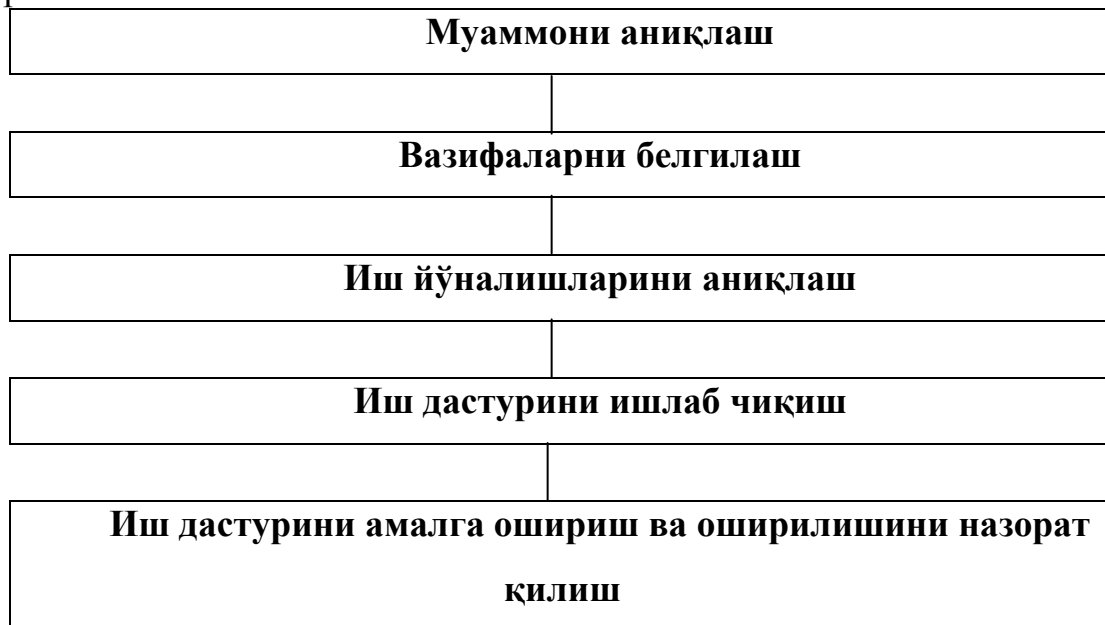 Муаммони аниқлаш
Вазифаларни белгилаш
Иш йўналишларини аниқлаш
Иш дастурини ишлаб чиқиш
Иш дастурини амалга ошириш ва оширилишини назорат
қилиш